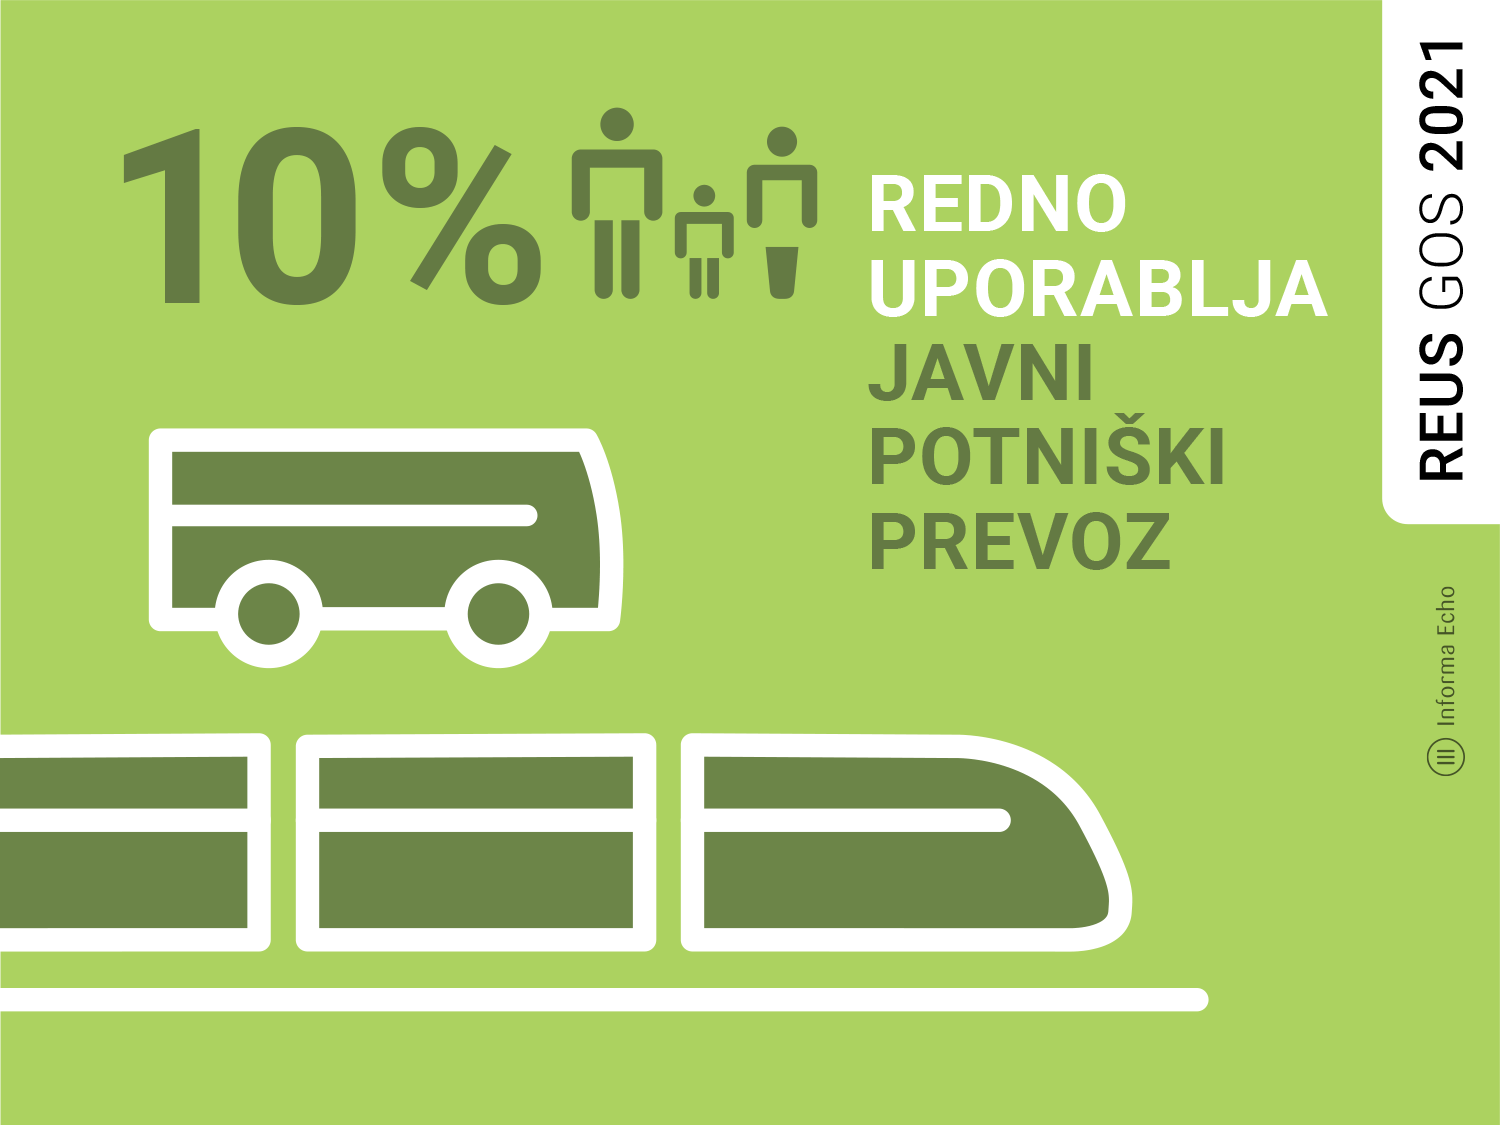 10%
REDNO
UPORABLJA
JAVNI
POTNIŠKI
PREVOZ
REUS GOS 2021
Informa Echo